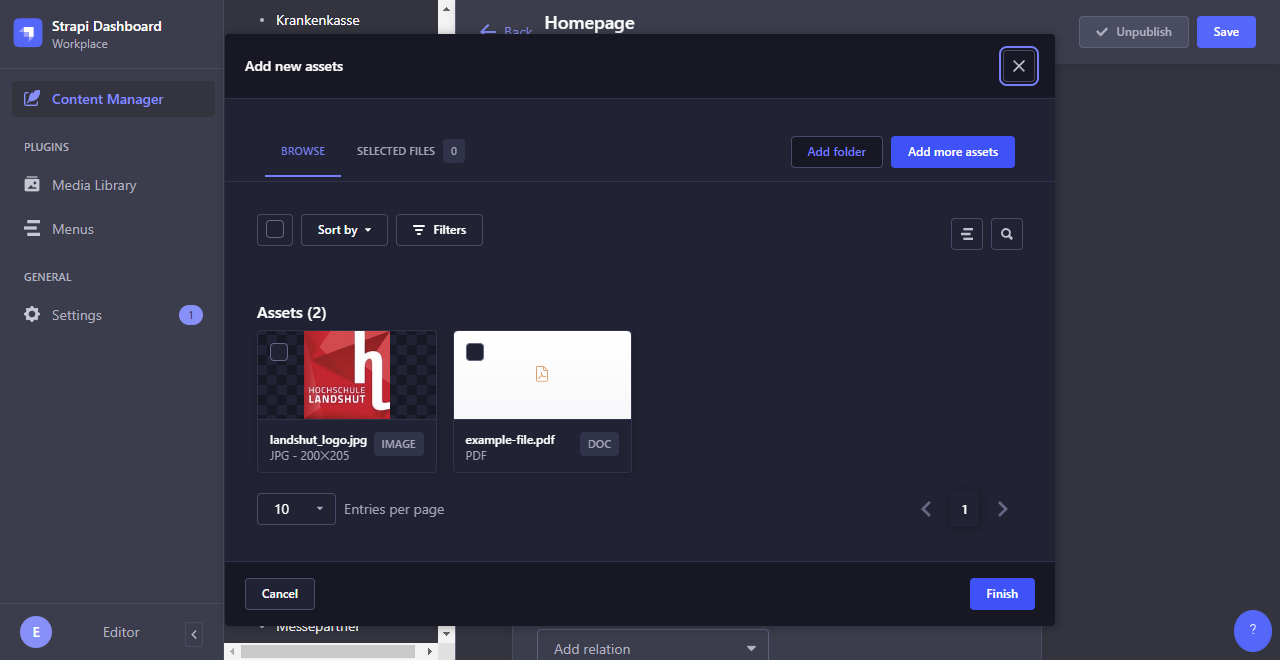 Strapi Dashboard
Workplace
Content Manager
PLUGINS
Media Library
Menus
GENERAL
Settings
1
E
Editor
Krankenkasse
Back
Homepage
Unpublish
Save
Add new assets
BROWSE
SELECTED FILES
0
Add folder
Add more assets
Sort by
Filters
Assets (2)
HOCHSCHULE
LANDSHUT
landshut_logo.jpg
IMAGE
JPG - 200✕205
example-file.pdf
DOC
PDF
10
Entries per page
1
Cancel
Finish
Messepartner
Add relation
?